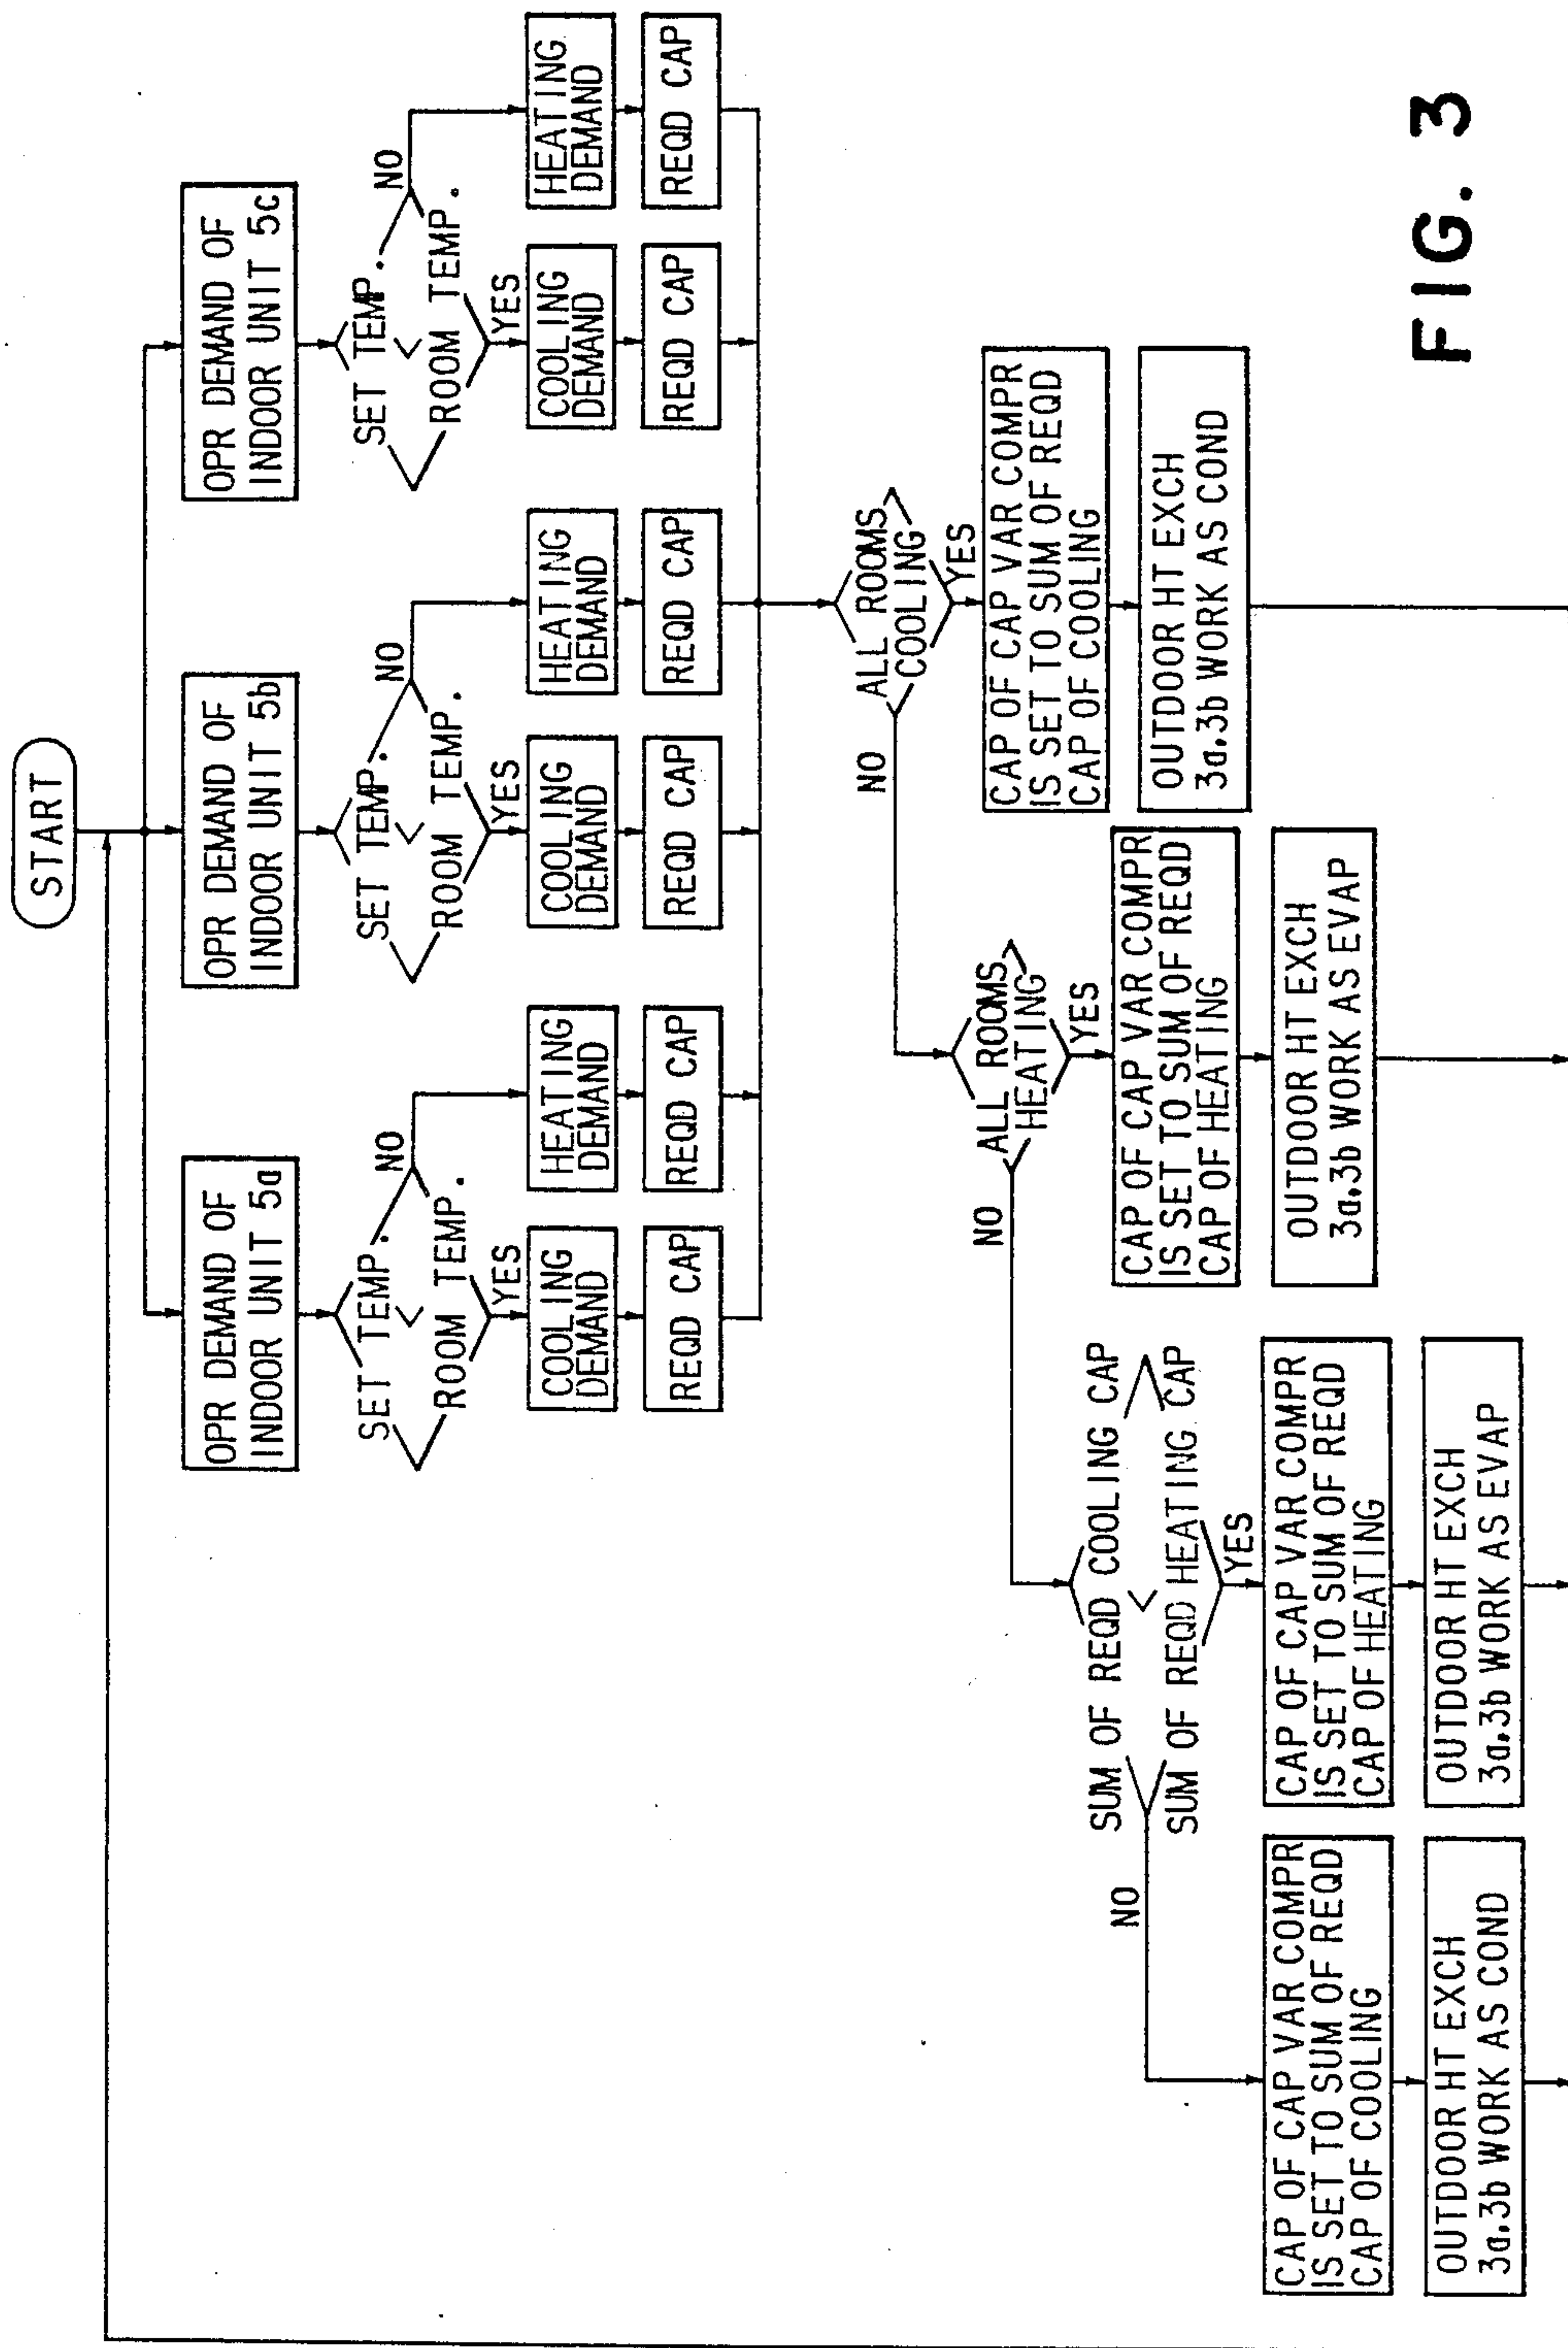 START
OPR DEMAND OF
INDOOR UNIT 5a
SET TEMP.
<
ROOM TEMP.
NO
YES
COOLING
DEMAND
REQD CAP
HEATING
DEMAND
REQD CAP
OPR DEMAND OF
INDOOR UNIT 5b
SET TEMP.
<
ROOM TEMP.
NO
YES
COOLING
DEMAND
REQD CAP
HEATING
DEMAND
REQD CAP
OPR DEMAND OF
INDOOR UNIT 5c
SET TEMP.
<
ROOM TEMP.
NO
YES
COOLING
DEMAND
REQD CAP
HEATING
DEMAND
REQD CAP
ALL ROOMS
COOLING
NO
YES
CAP OF CAP VAR COMPR
IS SET TO SUM OF REQD
CAP OF COOLING
OUTDOOR HT EXCH
3a.3b WORK AS COND
ALL ROOMS
HEATING
NO
YES
CAP OF CAP VAR COMPR
IS SET TO SUM OF REQD
CAP OF HEATING
OUTDOOR HT EXCH
3a.3b WORK AS EVAP
SUM OF REQD COOLING CAP
<
SUM OF REQD HEATING CAP
NO
YES
CAP OF CAP VAR COMPR
IS SET TO SUM OF REQD
CAP OF HEATING
OUTDOOR HT EXCH
3a.3b WORK AS EVAP
CAP OF CAP VAR COMPR
IS SET TO SUM OF REQD
CAP OF COOLING
OUTDOOR HT EXCH
3a.3b WORK AS COND
FIG. 3